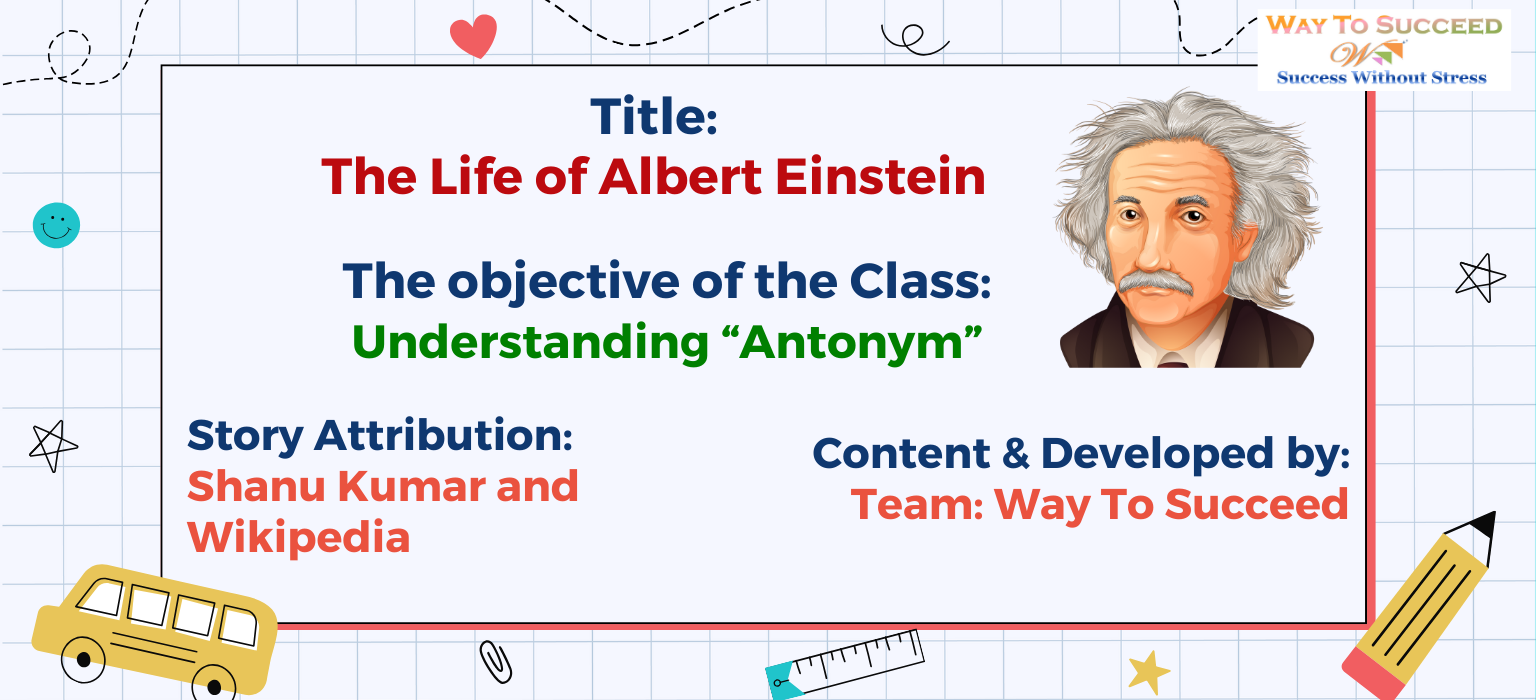 WAY TO SUCCEED
W
Success Without Stress
Title:
The Life of Albert Einstein
The objective of the Class:
Understanding “Antonym”
Story Attribution:
Shanu Kumar and
Wikipedia
Content & Developed by:
Team: Way To Succeed